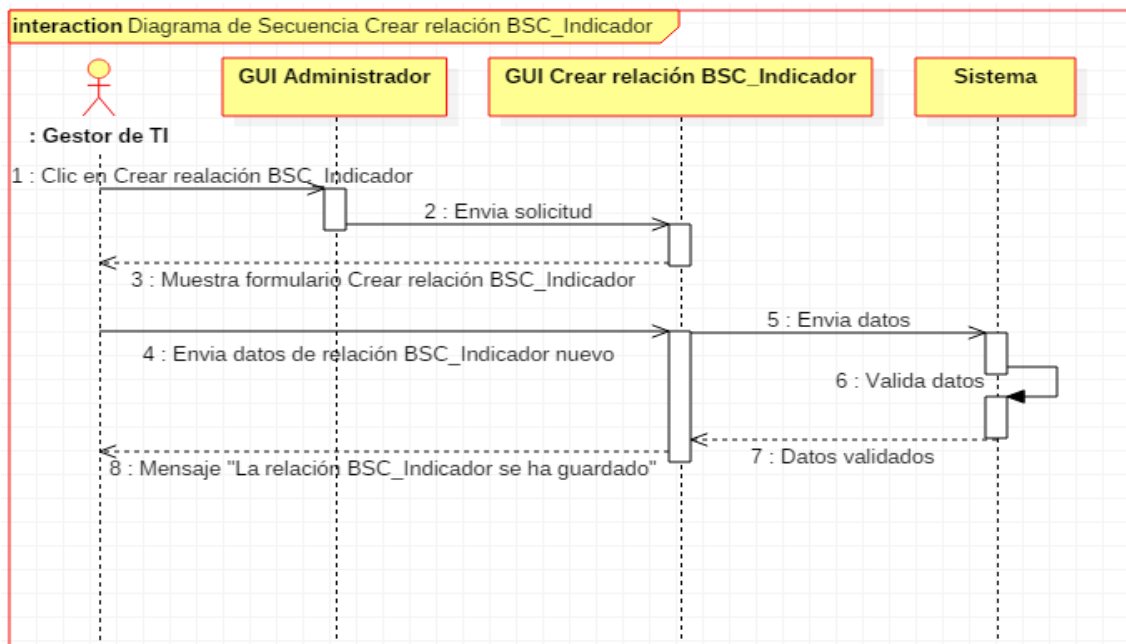 interaction Diagrama de Secuencia Crear relación BSC_Indicador
GUI Administrador
GUI Crear relación BSC_Indicador
Sistema
: Gestor de TI
1 : Clic en Crear realación BSC_Indicador
2 : Envia solicitud
3 : Muestra formulario Crear relación BSC_Indicador
5 : Envia datos
4 : Envia datos de relación BSC_Indicador nuevo
6 : Valida datos
7 : Datos validados
8 : Mensaje "La relación BSC_Indicador se ha guardado"